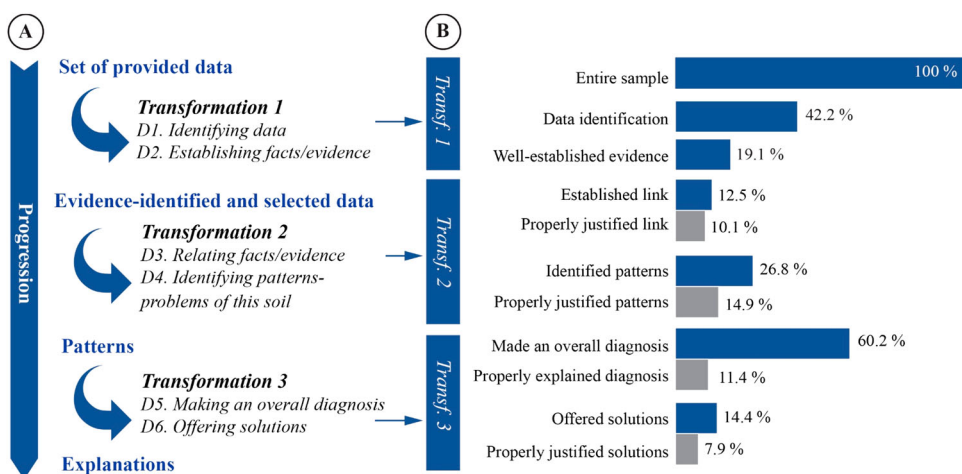 A
Progression
Set of provided data
Transformation 1
D1. Identifying data
D2. Establishing facts/evidence
Evidence-identified and selected data
Transformation 2
D3. Relating facts/evidence
D4. Identifying patterns-
problems of this soil
Patterns
Transformation 3
D5. Making an overall diagnosis
D6. Offering solutions
Explanations
B
Transf. 1
Transf. 2
Transf. 3
Entire sample 100 %
Data identification 42.2 %
Well-established evidence 19.1 %
Established link 12.5 %
Properly justified link 10.1 %
Identified patterns 26.8 %
Properly justified patterns 14.9 %
Made an overall diagnosis 60.2 %
Properly explained diagnosis 11.4 %
Offered solutions 14.4 %
Properly justified solutions 7.9 %